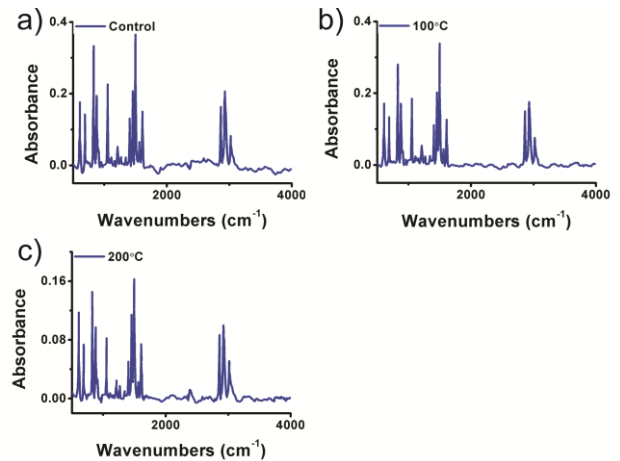 a)
Control
0.4
0.2
0.0
Absorbance
2000
4000
Wavenumbers (cm⁻¹)
b)
100°C
0.4
0.2
0.0
Absorbance
2000
4000
Wavenumbers (cm⁻¹)
c)
200°C
0.16
0.08
0.00
Absorbance
2000
4000
Wavenumbers (cm⁻¹)